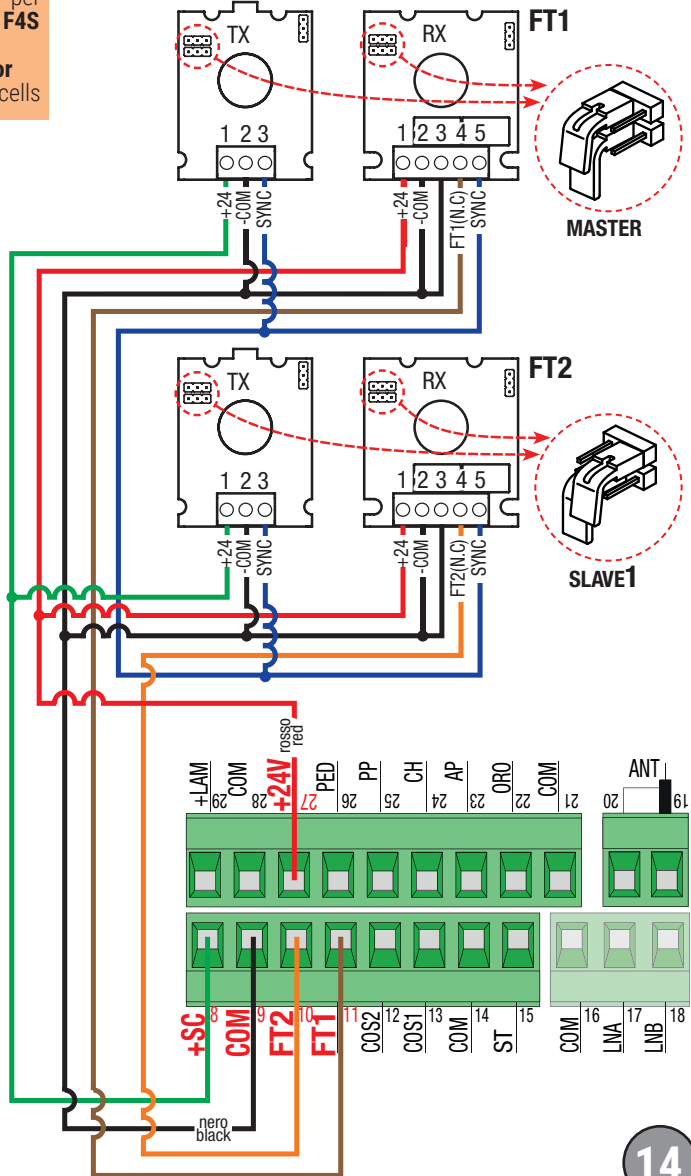 per
F4S
or
cells
TX
RX
FT1
1 2 3
1 2 3 4 5
+24
-COM
SYNC
+24
-COM
FT1(N.C)
SYNC
MASTER
TX
RX
FT2
1 2 3
1 2 3 4 5
+24
-COM
SYNC
+24
-COM
FT2(N.C)
SYNC
SLAVE1
rosso
red
+LAM 29
COM 28
+24V 27
PED 26
PP 25
CH 24
AP 23
ORO 22
COM 21
ANT
20
19
+SC 8
COM 9
FT2 10
FT1 11
COS2 12
COS1 13
COM 14
ST 15
COM 16
LNA 17
LNB 18
nero
black
14